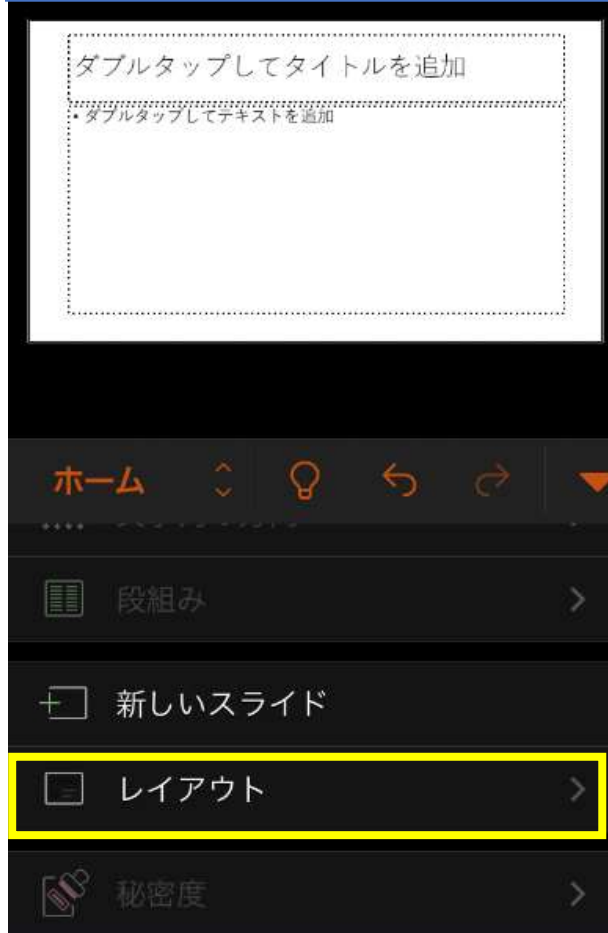 ダブルタップしてタイトルを追加
• ダブルタップしてテキストを追加
ホーム
段組み
新しいスライド
レイアウト
秘密度